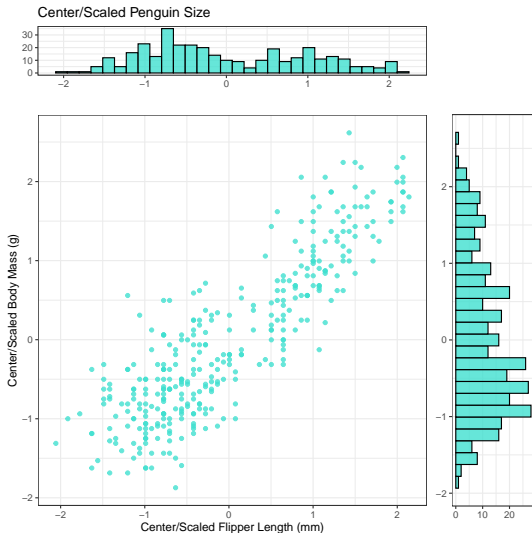 Center/Scaled Penguin Size
30
20
10
0
−2 −1 0 1 2
Center/Scaled Body Mass (g)
2
1
0
−1
−2
−2 −1 0 1 2
Center/Scaled Flipper Length (mm)
2
1
0
−1
−2
0 10 20